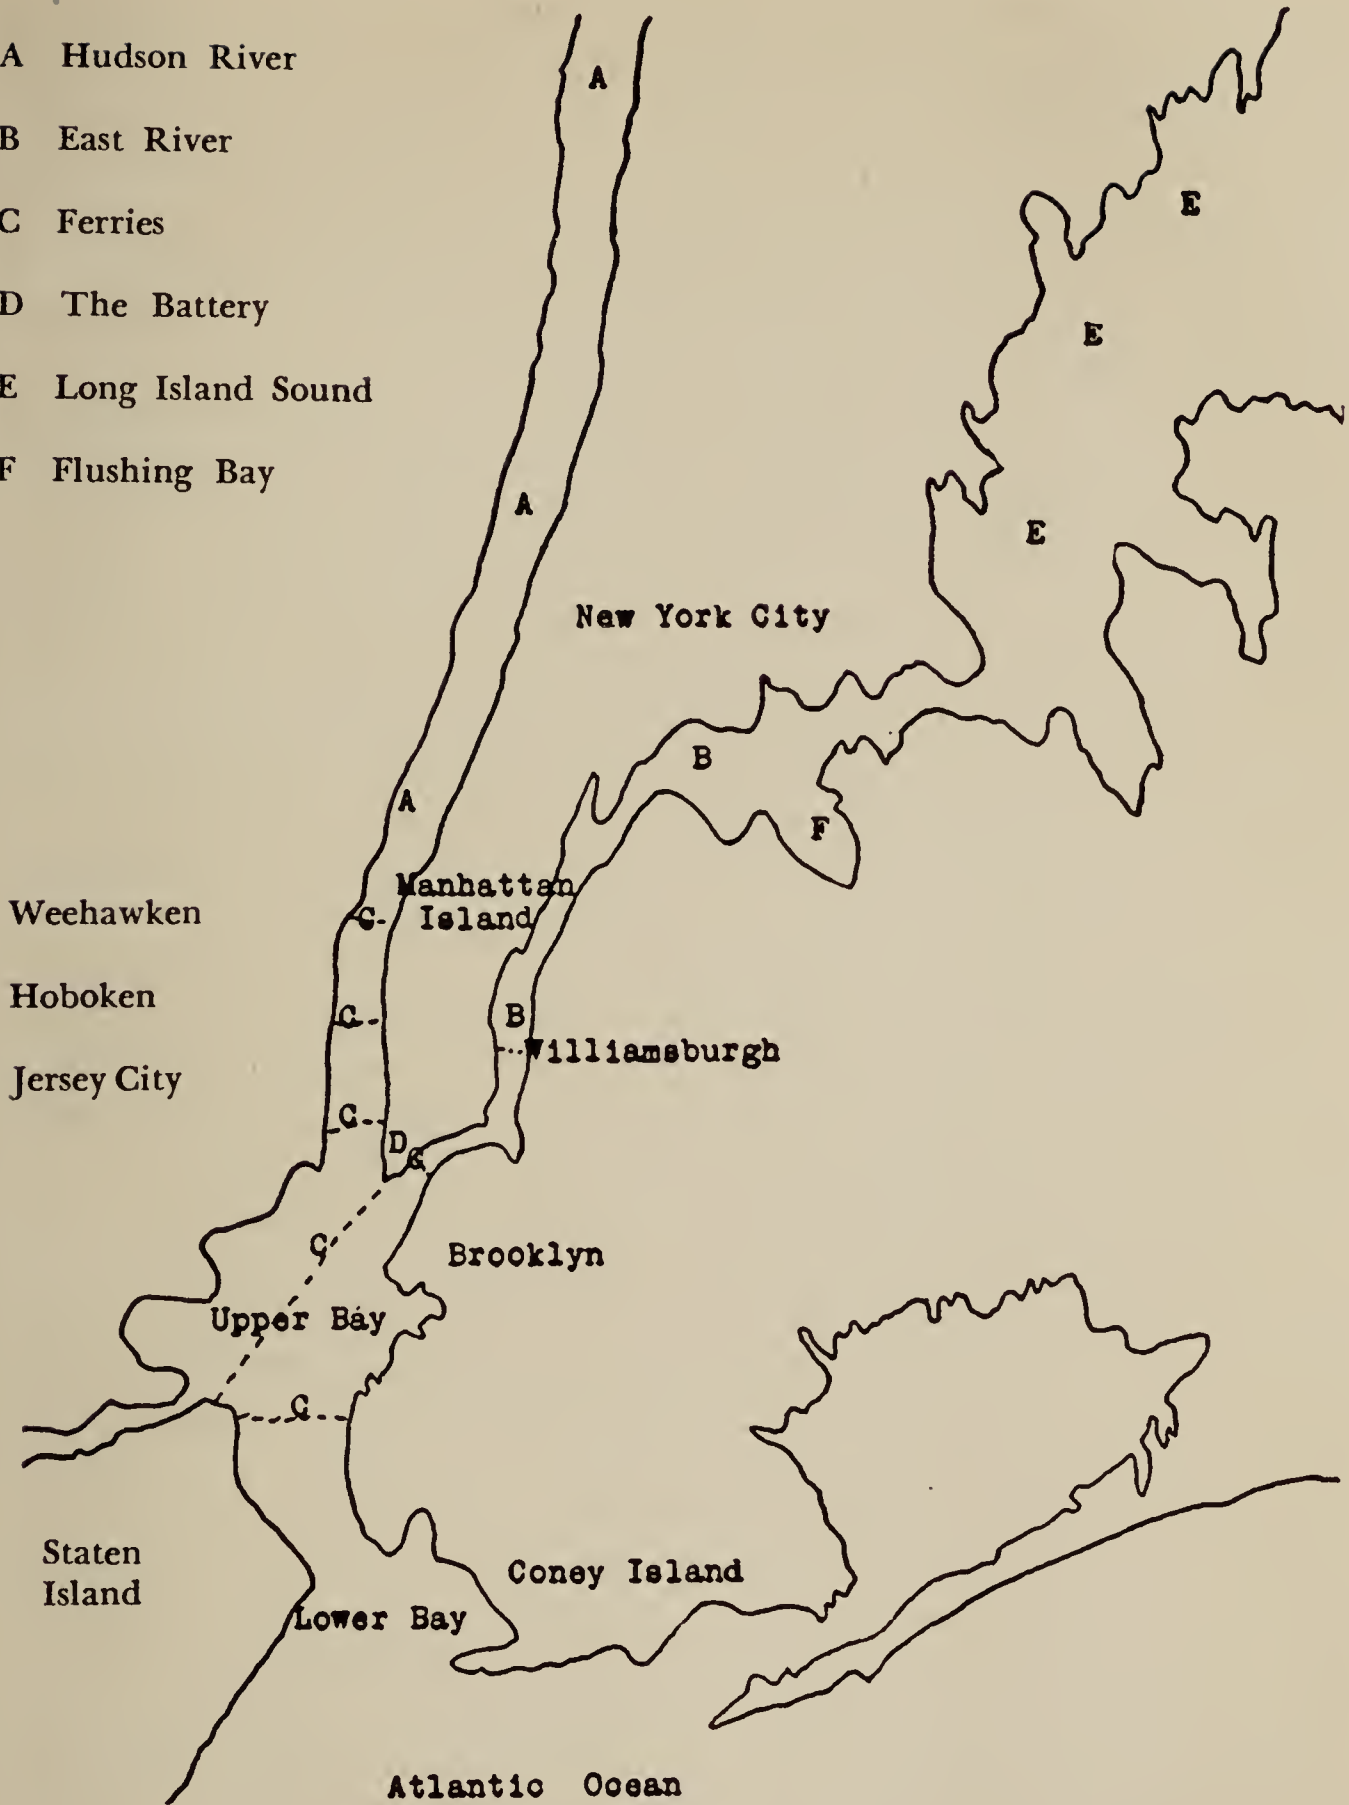 A Hudson River
B East River
C Ferries
D The Battery
E Long Island Sound
F Flushing Bay
A
E
E
A
E
New York City
B
A
F
Manhattan
Island
Weehawken
C
Hoboken
C
B
Williamsburgh
Jersey City
C
D
C
C
Brooklyn
Upper Bay
C
Staten
Island
Coney Island
Lower Bay
Atlantic Ocean